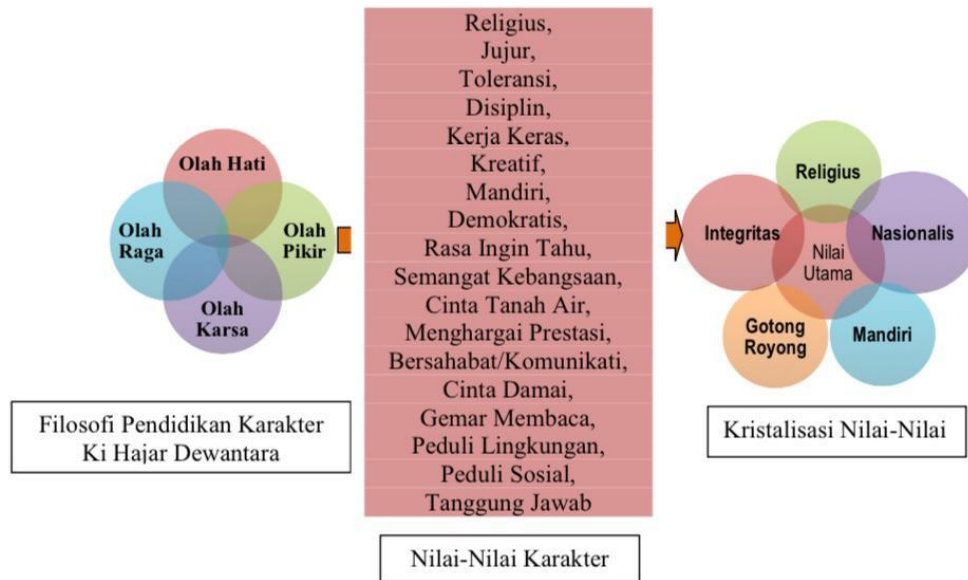 Olah Hati
Olah
Raga
Olah
Pikir
Olah
Karsa
Filosofi Pendidikan Karakter
Ki Hajar Dewantara
Religius,
Jujur,
Toleransi,
Disiplin,
Kerja Keras,
Kreatif,
Mandiri,
Demokratis,
Rasa Ingin Tahu,
Semangat Kebangsaan,
Cinta Tanah Air,
Menghargai Prestasi,
Bersahabat/Komunikati,
Cinta Damai,
Gemar Membaca,
Peduli Lingkungan,
Peduli Sosial,
Tanggung Jawab
Nilai-Nilai Karakter
Religius
Integritas
Nasionalis
Nilai
Utama
Gotong
Royong
Mandiri
Kristalisasi Nilai-Nilai